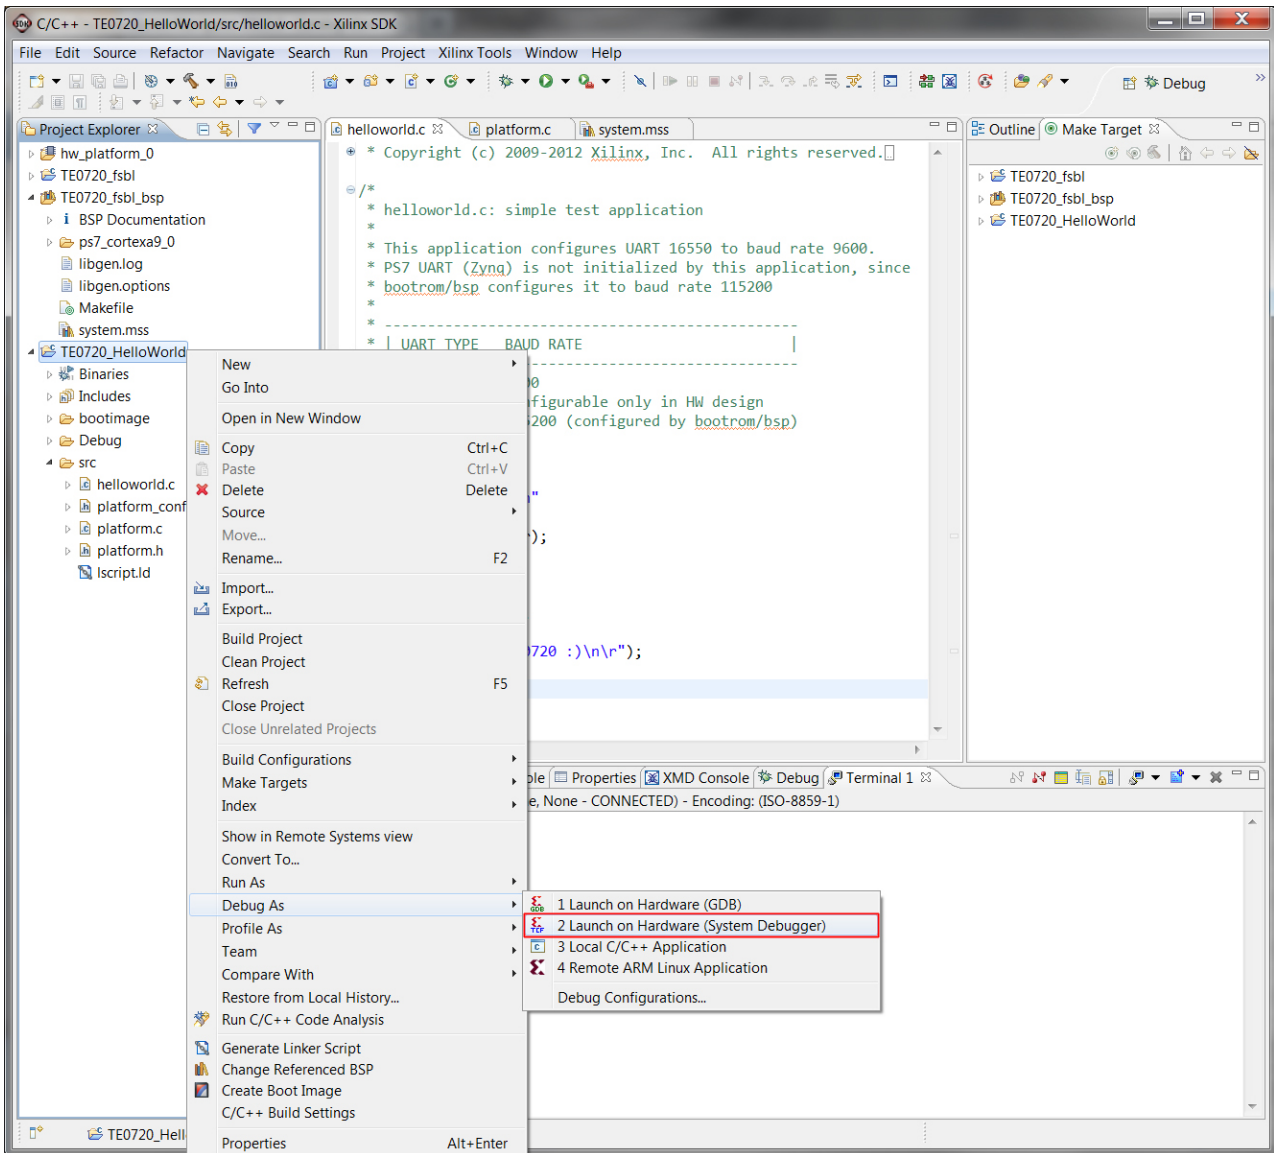 C/C++ - TE0720_HelloWorld/src/helloworld.c - Xilinx SDK
File Edit Source Refactor Navigate Search Run Project Xilinx Tools Window Help
Debug
Project Explorer
hw_platform_0
TE0720_fsbl
TE0720_fsbl_bsp
BSP Documentation
ps7_cortexa9_0
libgen.log
libgen.options
Makefile
system.mss
TE0720_HelloWorld
Binaries
Includes
bootimage
Debug
src
helloworld.c
platform_conf
platform.c
platform.h
lscript.ld
TE0720_Hell
helloworld.c platform.c system.mss
* Copyright (c) 2009-2012 Xilinx, Inc. All rights reserved.
/*
* helloworld.c: simple test application
*
* This application configures UART 16550 to baud rate 9600.
* PS7 UART (Zynq) is not initialized by this application, since
* bootrom/bsp configures it to baud rate 115200
*
* ------------------------------------------------
* | UART TYPE BAUD RATE |
-------------------------------
00
figurable only in HW design
5200 (configured by bootrom/bsp)
"
);
0720 :)\n\r");
Outline Make Target
TE0720_fsbl
TE0720_fsbl_bsp
TE0720_HelloWorld
ole Properties XMD Console Debug Terminal 1
e, None - CONNECTED) - Encoding: (ISO-8859-1)
New
Go Into
Open in New Window
Copy Ctrl+C
Paste Ctrl+V
Delete Delete
Source
Move...
Rename... F2
Import...
Export...
Build Project
Clean Project
Refresh F5
Close Project
Close Unrelated Projects
Build Configurations
Make Targets
Index
Show in Remote Systems view
Convert To...
Run As
Debug As
Profile As
Team
Compare With
Restore from Local History...
Run C/C++ Code Analysis
Generate Linker Script
Change Referenced BSP
Create Boot Image
C/C++ Build Settings
Properties Alt+Enter
1 Launch on Hardware (GDB)
2 Launch on Hardware (System Debugger)
3 Local C/C++ Application
4 Remote ARM Linux Application
Debug Configurations...